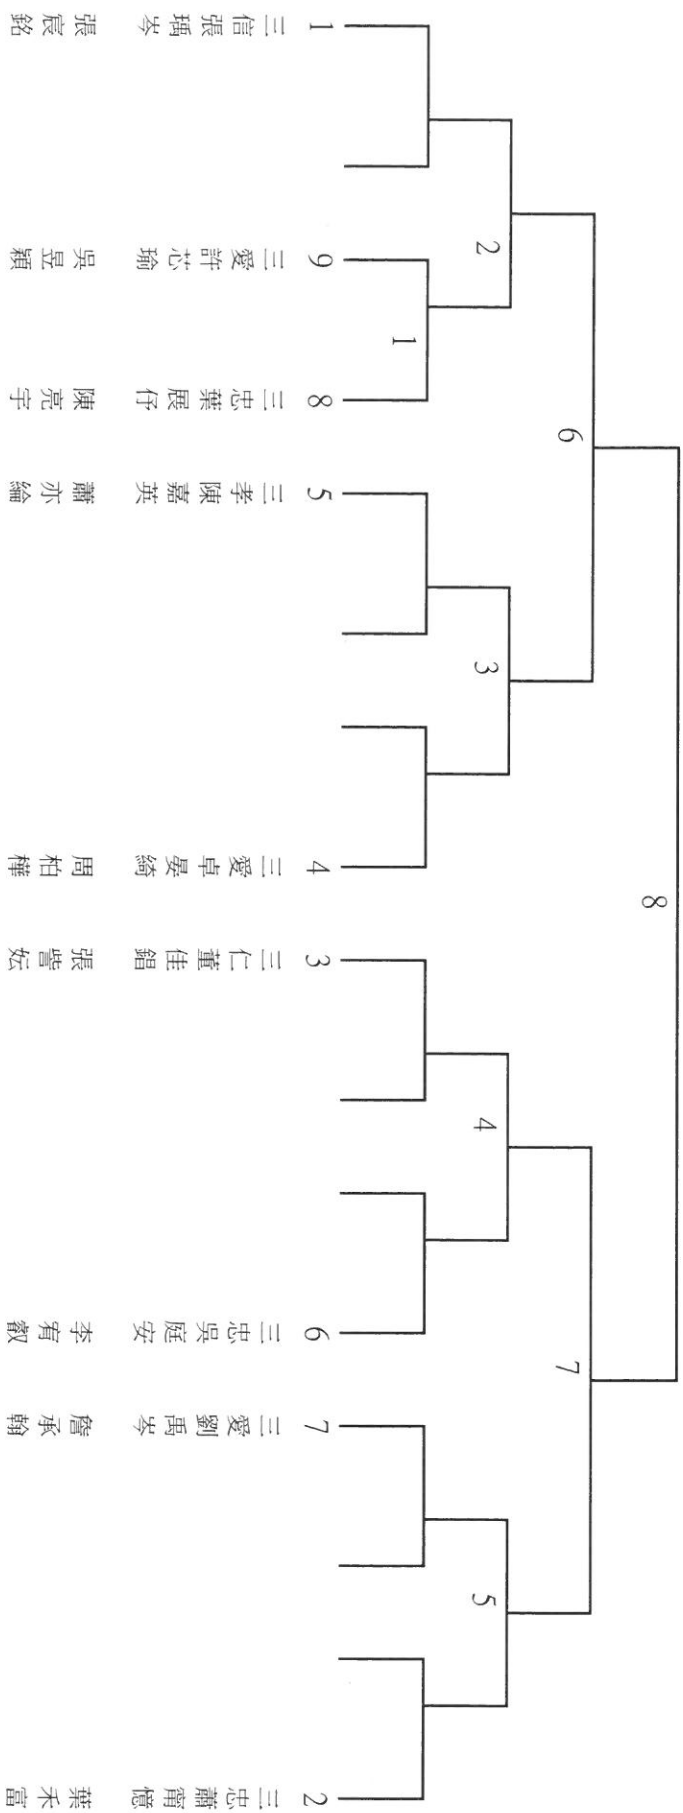 8
6 7
2 3 4 5
1
1 三信張瑀岑 張宸銘
9 三愛許芯瑜 吳昱穎
8 三忠葉展伃 陳亮宇
5 三孝陳嘉英 蕭亦綸
4 三愛卓晏綺 周柏樺
3 三仁董佳錩
6 三忠吳庭安 李宥叡
7 三愛劉禹岑 詹承翰
2 三忠蕭甯憶 葉禾富